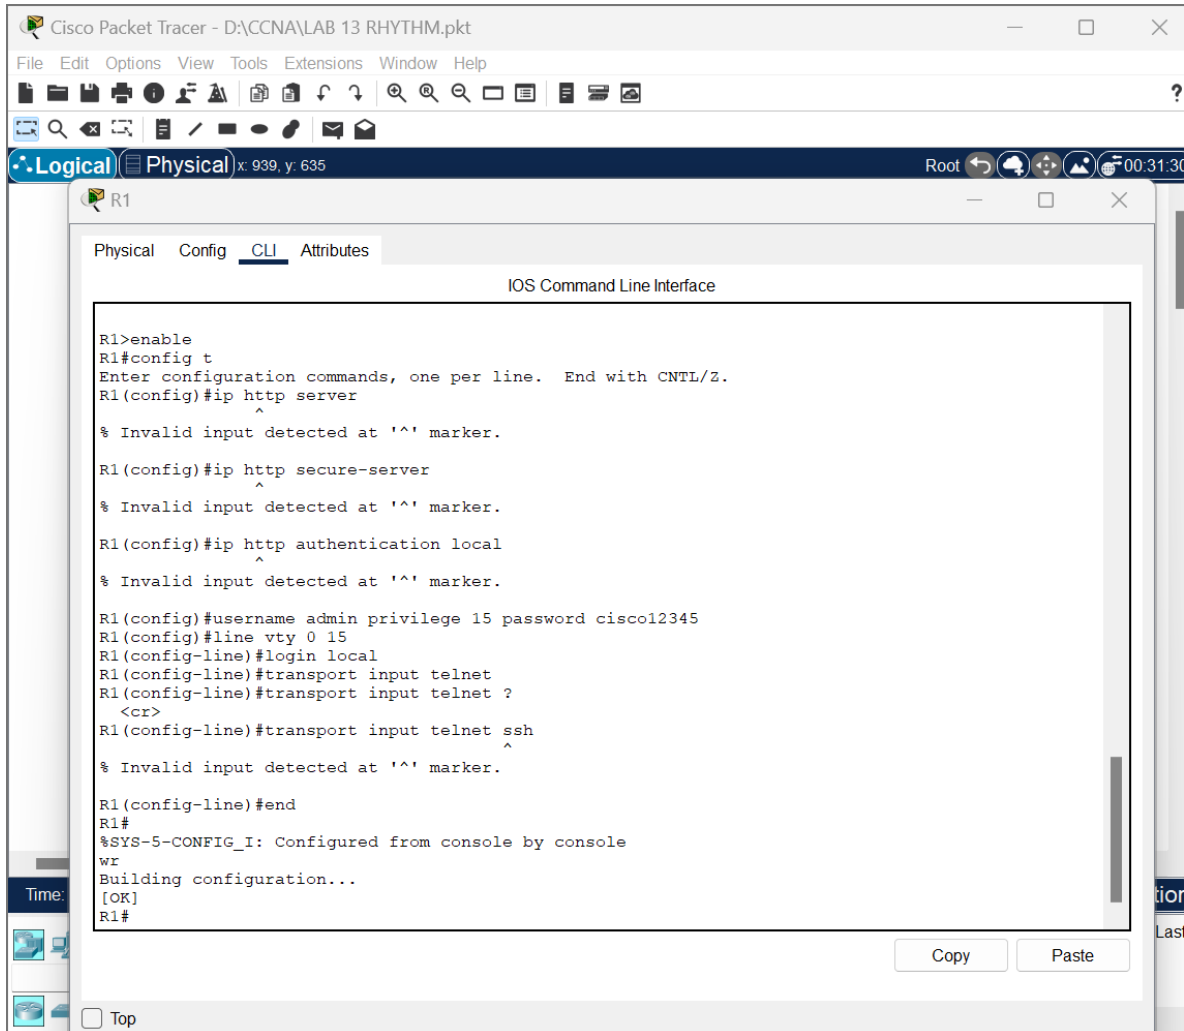 Cisco Packet Tracer - D:\CCNA\LAB 13 RHYTHM.pkt
File Edit Options View Tools Extensions Window Help
?
Logical Physical x: 939, y: 635 Root 00:31:30
R1
Physical Config CLI Attributes
IOS Command Line Interface
R1>enable
R1#config t
Enter configuration commands, one per line.  End with CNTL/Z.
R1(config)#ip http server
^
% Invalid input detected at '^' marker.
R1(config)#ip http secure-server
^
% Invalid input detected at '^' marker.
R1(config)#ip http authentication local
^
% Invalid input detected at '^' marker.
R1(config)#username admin privilege 15 password cisco12345
R1(config)#line vty 0 15
R1(config-line)#login local
R1(config-line)#transport input telnet
R1(config-line)#transport input telnet ?
<cr>
R1(config-line)#transport input telnet ssh
^
% Invalid input detected at '^' marker.
R1(config-line)#end
R1#
%SYS-5-CONFIG_I: Configured from console by console
wr
Building configuration...
[OK]
R1#
Time:
tion
Last
Copy Paste
Top